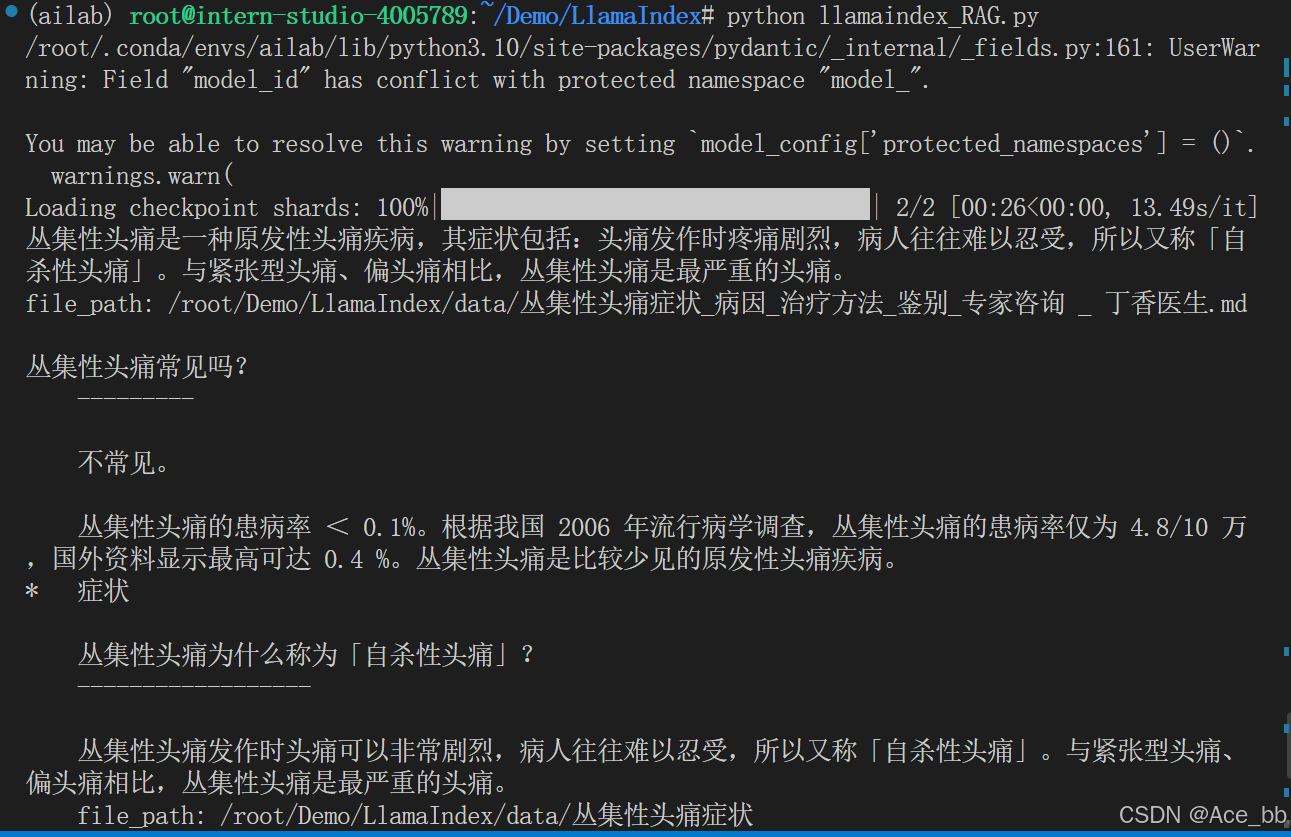 (ailab) root@intern-studio-4005789:~/Demo/LlamaIndex# python llamaindex_RAG.py
/root/.conda/envs/ailab/lib/python3.10/site-packages/pydantic/_internal/_fields.py:161: UserWar
ning: Field "model_id" has conflict with protected namespace "model_".
You may be able to resolve this warning by setting `model_config['protected_namespaces'] = ()`.
warnings.warn(
Loading checkpoint shards: 100%|██████████| 2/2 [00:26<00:00, 13.49s/it]
丛集性头痛是一种原发性头痛疾病，其症状包括：头痛发作时疼痛剧烈，病人往往难以忍受，所以又称「自
杀性头痛」。与紧张型头痛、偏头痛相比，丛集性头痛是最严重的头痛。
file_path: /root/Demo/LlamaIndex/data/丛集性头痛症状_病因_治疗方法_鉴别_专家咨询 _ 丁香医生.md
丛集性头痛常见吗？
---------
不常见。
丛集性头痛的患病率 ＜ 0.1%。根据我国 2006 年流行病学调查，丛集性头痛的患病率仅为 4.8/10 万
，国外资料显示最高可达 0.4 %。丛集性头痛是比较少见的原发性头痛疾病。
* 症状
丛集性头痛为什么称为「自杀性头痛」？
------------------
丛集性头痛发作时头痛可以非常剧烈，病人往往难以忍受，所以又称「自杀性头痛」。与紧张型头痛、
偏头痛相比，丛集性头痛是最严重的头痛。
file_path: /root/Demo/LlamaIndex/data/丛集性头痛症状
CSDN @Ace_bb